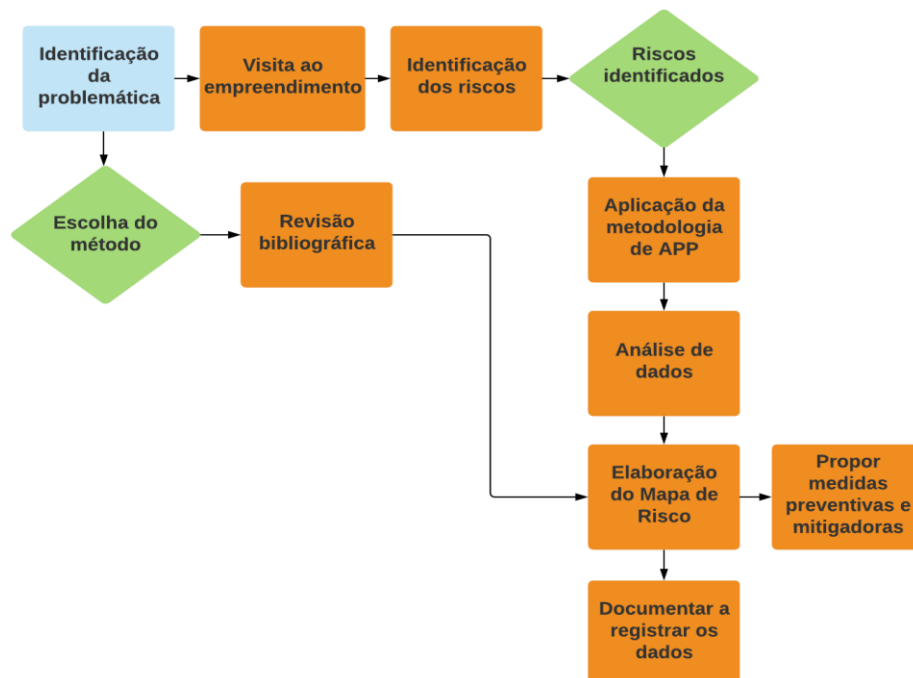 Identificação
da
problemática
Visita ao
empreendimento
Identificação
dos riscos
Riscos
identificados
Escolha do
método
Revisão
bibliográfica
Aplicação da
metodologia
de APP
Análise de
dados
Elaboração
do Mapa de
Risco
Propor
medidas
preventivas e
mitigadoras
Documentar a
registrar os
dados